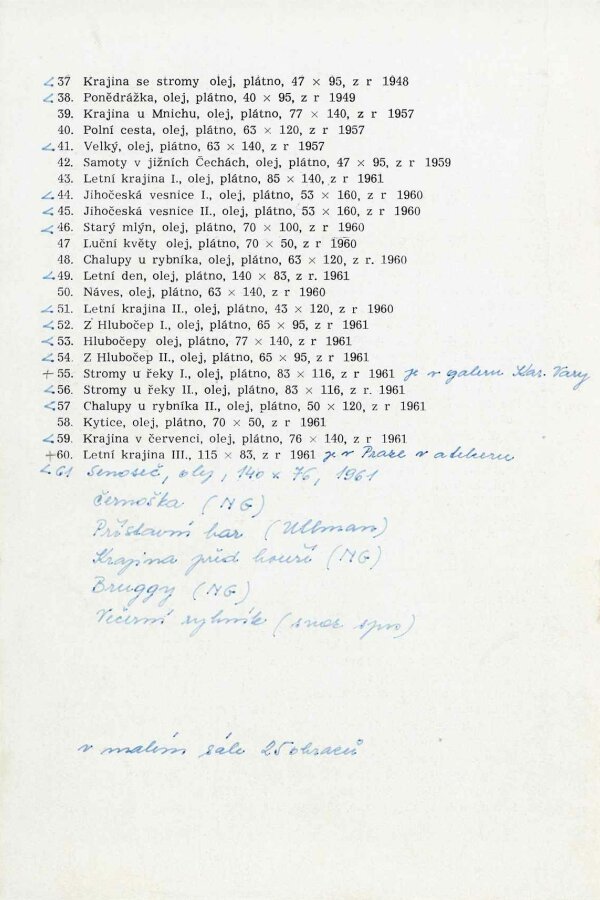 37 Krajina se stromy olej, plátno, 47 × 95, z r 1948
38. Ponědrážka, olej, plátno, 40 × 95, z r 1949
39. Krajina u Mnichu, olej, plátno, 77 × 140, z r 1957
40. Polní cesta, olej, plátno, 63 × 120, z r 1957
41. Velký, olej, plátno, 63 × 140, z r 1957
42. Samoty v jižních Čechách, olej, plátno, 47 × 95, z r 1959
43. Letní krajina I., olej, plátno, 85 × 140, z r 1961
44. Jihočeská vesnice I., olej, plátno, 53 × 160, z r 1960
45. Jihočeská vesnice II., olej, plátno, 53 × 160, z r 1960
46. Starý mlýn, olej, plátno, 70 × 100, z r 1960
47 Luční květy olej, plátno, 70 × 50, z r 1960
48. Chalupy u rybníka, olej, plátno, 63 × 120, z r. 1960
49. Letní den, olej, plátno, 140 × 83, z r. 1961
50. Náves, olej, plátno, 63 × 140, z r 1960
51. Letní krajina II., olej, plátno, 43 × 120, z r 1960
52. Z Hlubočep I., olej, plátno, 65 × 95, z r 1961
53. Hlubočepy olej, plátno, 77 × 140, z r 1961
54. Z Hlubočep II., olej, plátno, 65 × 95, z r 1961
+ 55. Stromy u řeky I., olej, plátno, 83 × 116, z r 1961 je v galerii Kar. Vary
56. Stromy u řeky II., olej, plátno, 83 × 116, z r. 1961
57 Chalupy u rybníka II., olej, plátno, 50 × 120, z r 1961
58. Kytice, olej, plátno, 70 × 50, z r 1961
59. Krajina v červenci, olej, plátno, 76 × 140, z r 1961
+ 60. Letní krajina III., 115 × 83, z r 1961 je v Praze v atelieru
61 Senoseč, olej, 140 × 76, 1961
Černoška (NG)
Přístavní bar (Ullman)
Krajina před bouří (NG)
Bruggy (NG)
Večerní rybník (svaz
v malém sále 25 obrazů